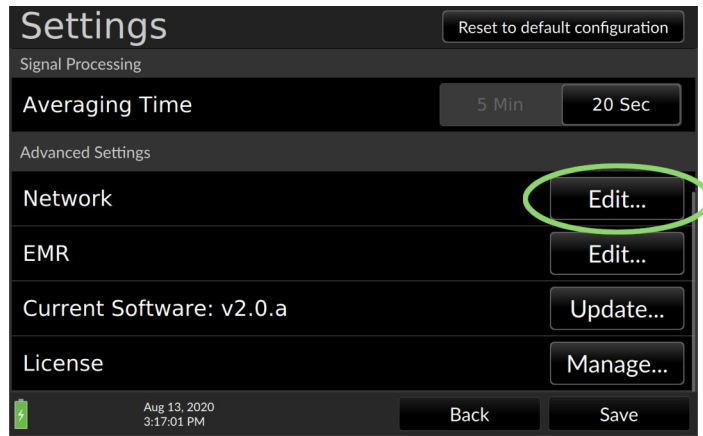 Settings
Reset to default configuration
Signal Processing
Averaging Time
5 Min
20 Sec
Advanced Settings
Network
Edit...
EMR
Edit...
Current Software: v2.0.a
Update...
License
Manage...
Aug 13, 2020
3:17:01 PM
Back
Save